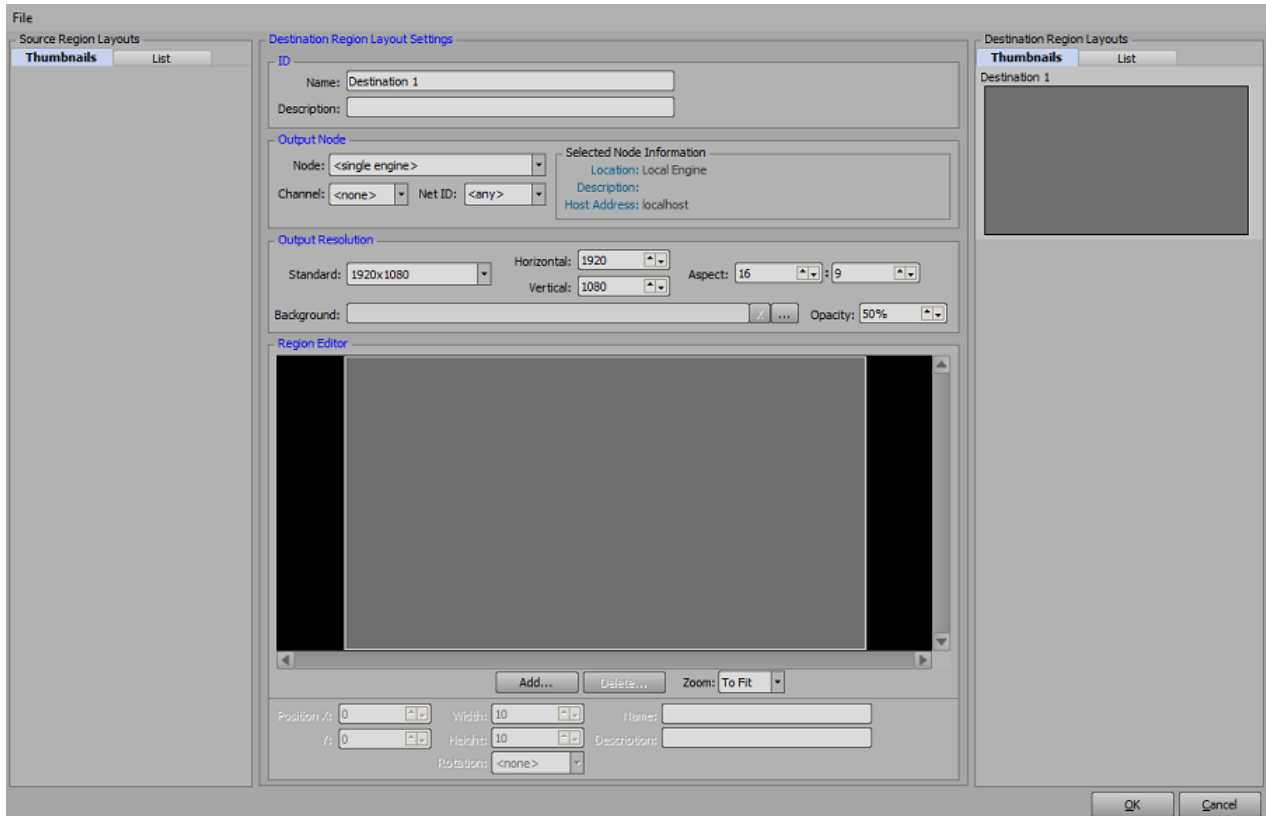 File
Source Region Layouts
Thumbnails List
Destination Region Layout Settings
ID
Name: Destination 1
Description:
Output Node
Node: <single engine>
Channel: <none> Net ID: <any>
Selected Node Information
Location: Local Engine
Description:
Host Address: localhost
Output Resolution
Standard: 1920x1080
Horizontal: 1920
Vertical: 1080
Aspect: 16 : 9
Background: X ... Opacity: 50%
Region Editor
Add... Delete... Zoom: To Fit
Position X: 0 Width: 10 Name:
Y: 0 Height: 10 Description:
Rotation: <none>
Destination Region Layouts
Thumbnails List
Destination 1
OK Cancel